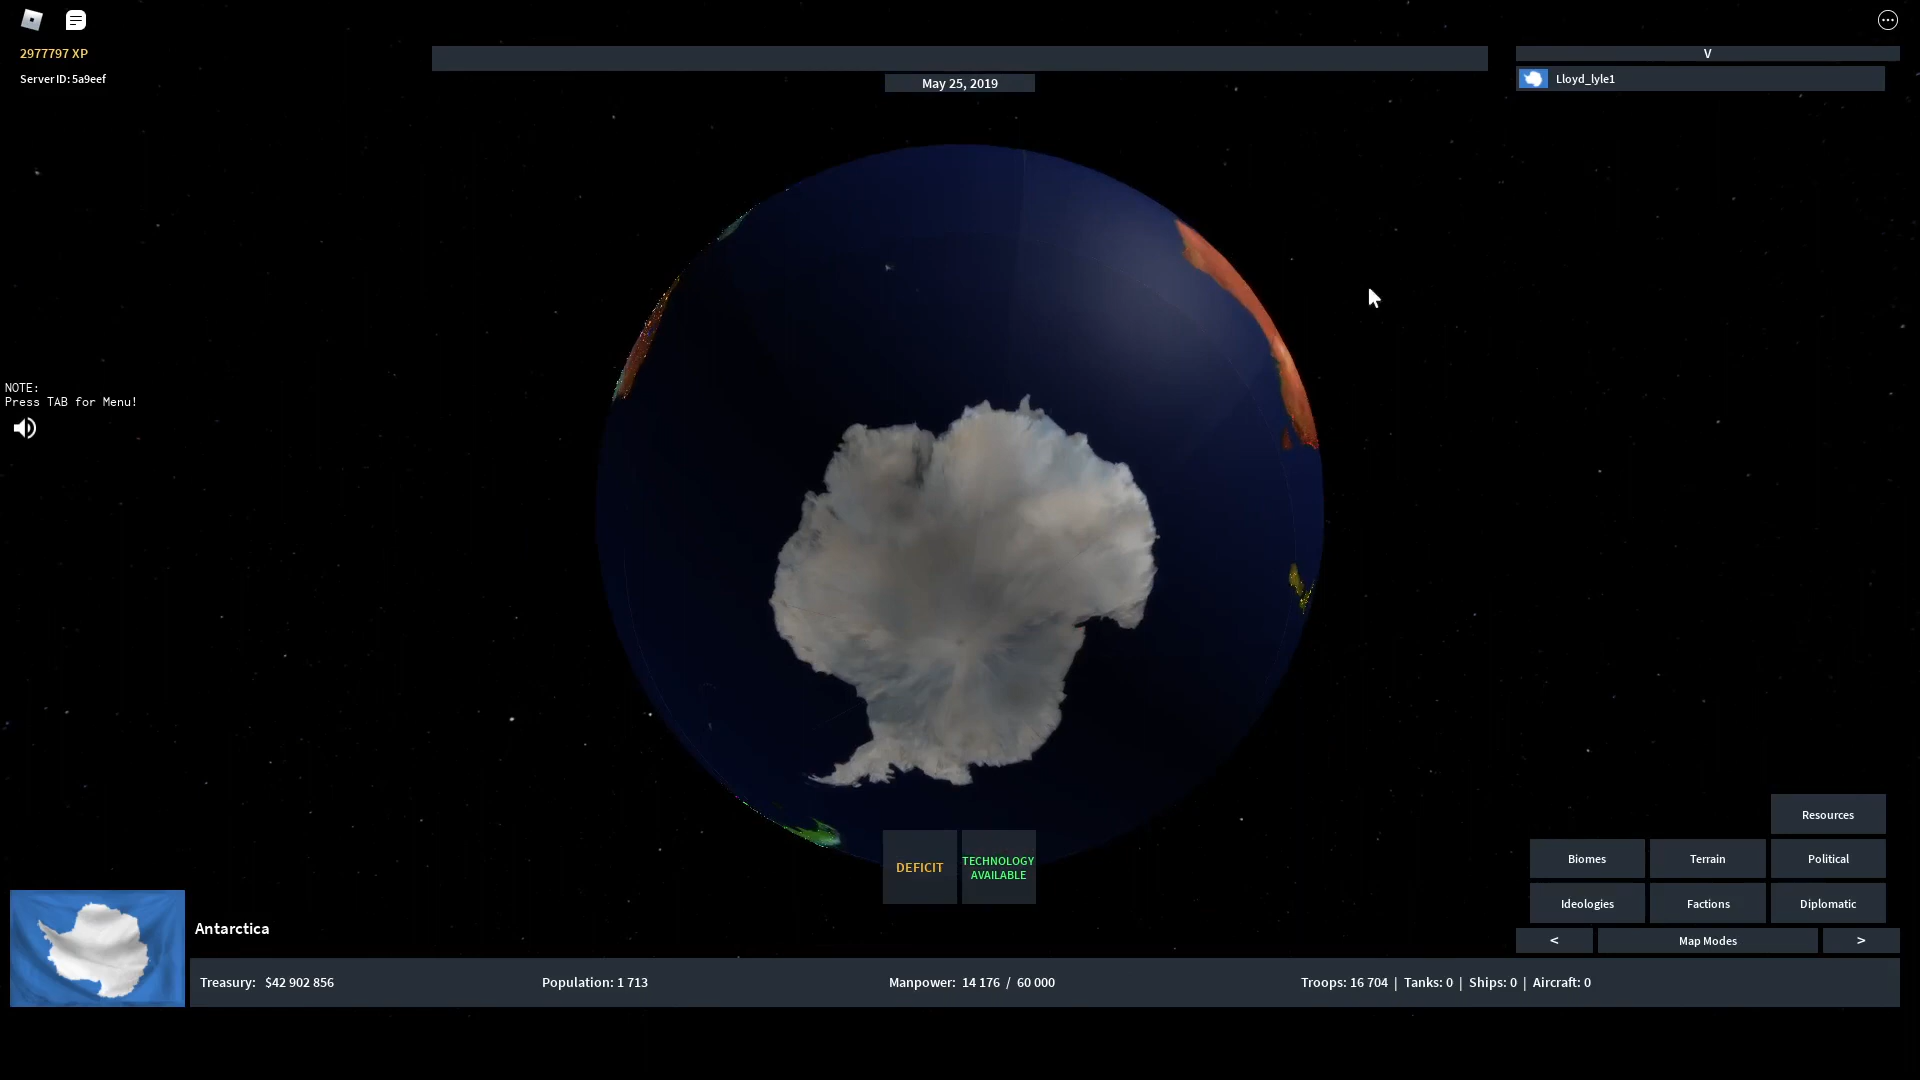 2977797 XP
Server ID: 5a9eef
May 25, 2019
V
Lloyd_lyle1
NOTE:
Press TAB for Menu!
DEFICIT
TECHNOLOGY
AVAILABLE
Resources
Biomes
Terrain
Political
Ideologies
Factions
Diplomatic
<
Map Modes
>
Antarctica
Treasury: $42 902 856
Population: 1 713
Manpower: 14 176 / 60 000
Troops: 16 704 | Tanks: 0 | Ships: 0 | Aircraft: 0